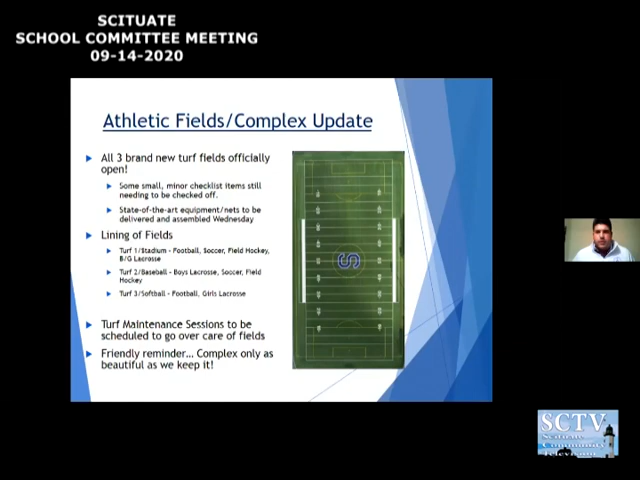 SCITUATE
SCHOOL COMMITTEE MEETING
09-14-2020
Athletic Fields/Complex Update
All 3 brand new turf fields officially
open!
Some small, minor checklist items still
needing to be checked off.
State-of-the-art equipment/nets to be
delivered and assembled Wednesday
Lining of Fields
Turf 1/Stadium - Football, Soccer, Field Hockey,
B/G Lacrosse
Turf 2/Baseball - Boys Lacrosse, Soccer, Field
Hockey
Turf 3/Softball - Football, Girls Lacrosse
Turf Maintenance Sessions to be
scheduled to go over care of fields
Friendly reminder... Complex only as
beautiful as we keep it!
S
SCTV
Scituate
Community
Television